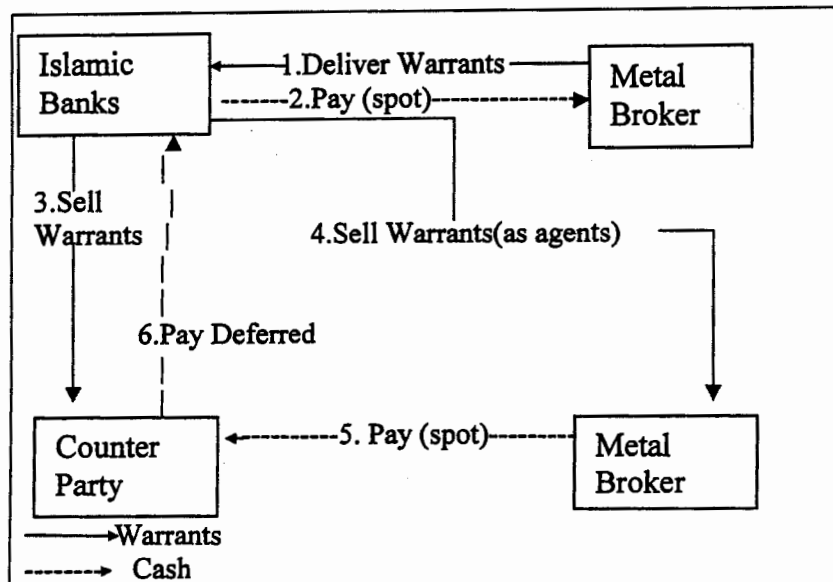 Islamic
Banks
1.Deliver Warrants
2.Pay (spot)
Metal
Broker
3.Sell
Warrants
4.Sell Warrants(as agents)
6.Pay Deferred
Counter
Party
5. Pay (spot)
Metal
Broker
Warrants
Cash